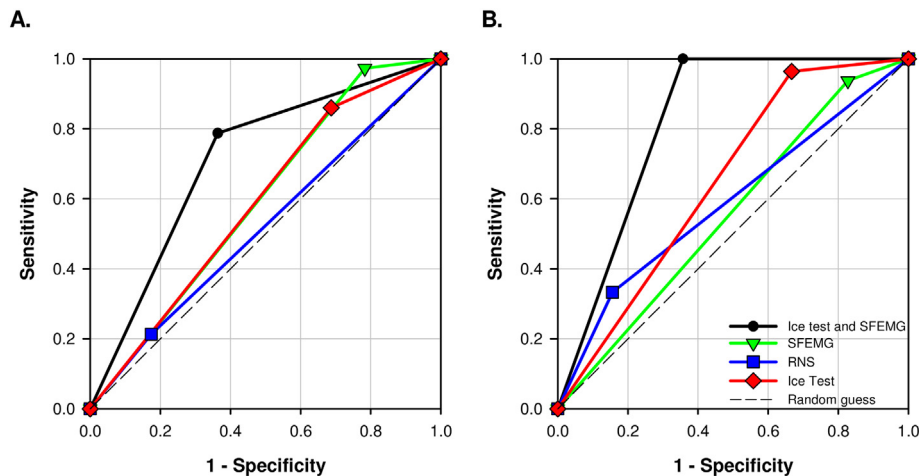 A.
B.
1.0
0.8
0.6
0.4
0.2
0.0
Sensitivity
0.0 0.2 0.4 0.6 0.8 1.0
1 - Specificity
1.0
0.8
0.6
0.4
0.2
0.0
Sensitivity
Ice test and SFEMG
SFEMG
RNS
Ice Test
Random guess
0.0 0.2 0.4 0.6 0.8 1.0
1 - Specificity